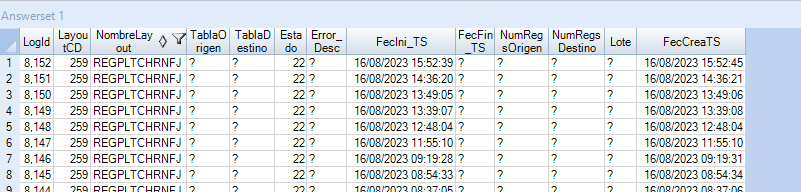 Answerset 1
LogId LayoutCD NombreLayout TablaOrigen TablaDestino Estado Error_Desc FecIni_TS FecFin_TS NumRegsOrigen NumRegsDestino Lote FecCreaTS
1 8,152 259 REGPLTCHRNFJ ? ? 22 ? 16/08/2023 15:52:39 ? ? ? ? 16/08/2023 15:52:45
2 8,151 259 REGPLTCHRNFJ ? ? 22 ? 16/08/2023 14:36:20 ? ? ? ? 16/08/2023 14:36:21
3 8,150 259 REGPLTCHRNFJ ? ? 22 ? 16/08/2023 13:49:05 ? ? ? ? 16/08/2023 13:49:06
4 8,149 259 REGPLTCHRNFJ ? ? 22 ? 16/08/2023 13:39:07 ? ? ? ? 16/08/2023 13:39:08
5 8,148 259 REGPLTCHRNFJ ? ? 22 ? 16/08/2023 12:48:04 ? ? ? ? 16/08/2023 12:48:04
6 8,147 259 REGPLTCHRNFJ ? ? 22 ? 16/08/2023 11:55:10 ? ? ? ? 16/08/2023 11:55:10
7 8,146 259 REGPLTCHRNFJ ? ? 22 ? 16/08/2023 09:19:28 ? ? ? ? 16/08/2023 09:19:31
8 8,145 259 REGPLTCHRNFJ ? ? 22 ? 16/08/2023 08:54:33 ? ? ? ? 16/08/2023 08:54:34
9 8,144 259 REGPLTCHRNFJ ? ? 22 ? 16/08/2023 08:37:05 ? ? ? ? 16/08/2023